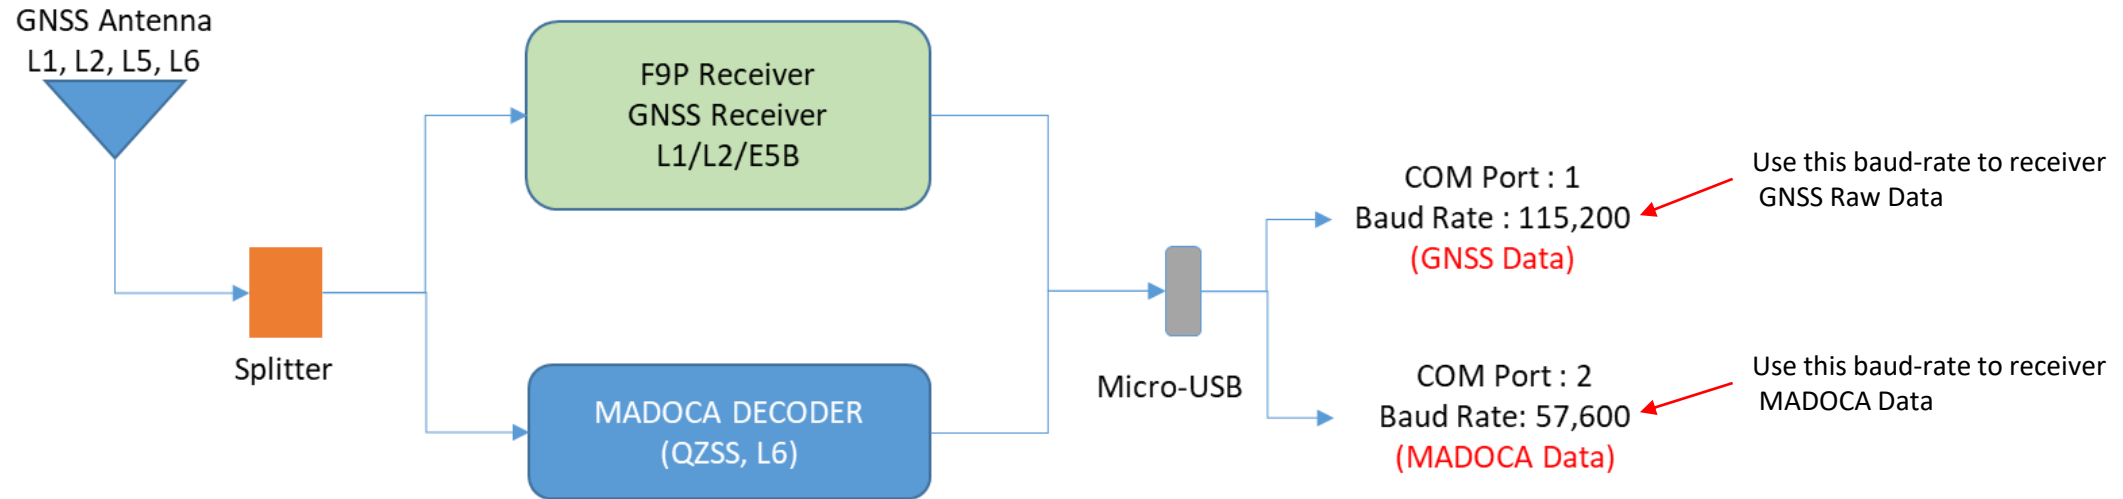 GNSS Antenna
L1, L2, L5, L6
F9P Receiver
GNSS Receiver
L1/L2/E5B
Splitter
MADOCA DECODER
(QZSS, L6)
Micro-USB
COM Port : 1
Baud Rate : 115,200
(GNSS Data)
Use this baud-rate to receiver
GNSS Raw Data
COM Port : 2
Baud Rate: 57,600
(MADOCA Data)
Use this baud-rate to receiver
MADOCA Data